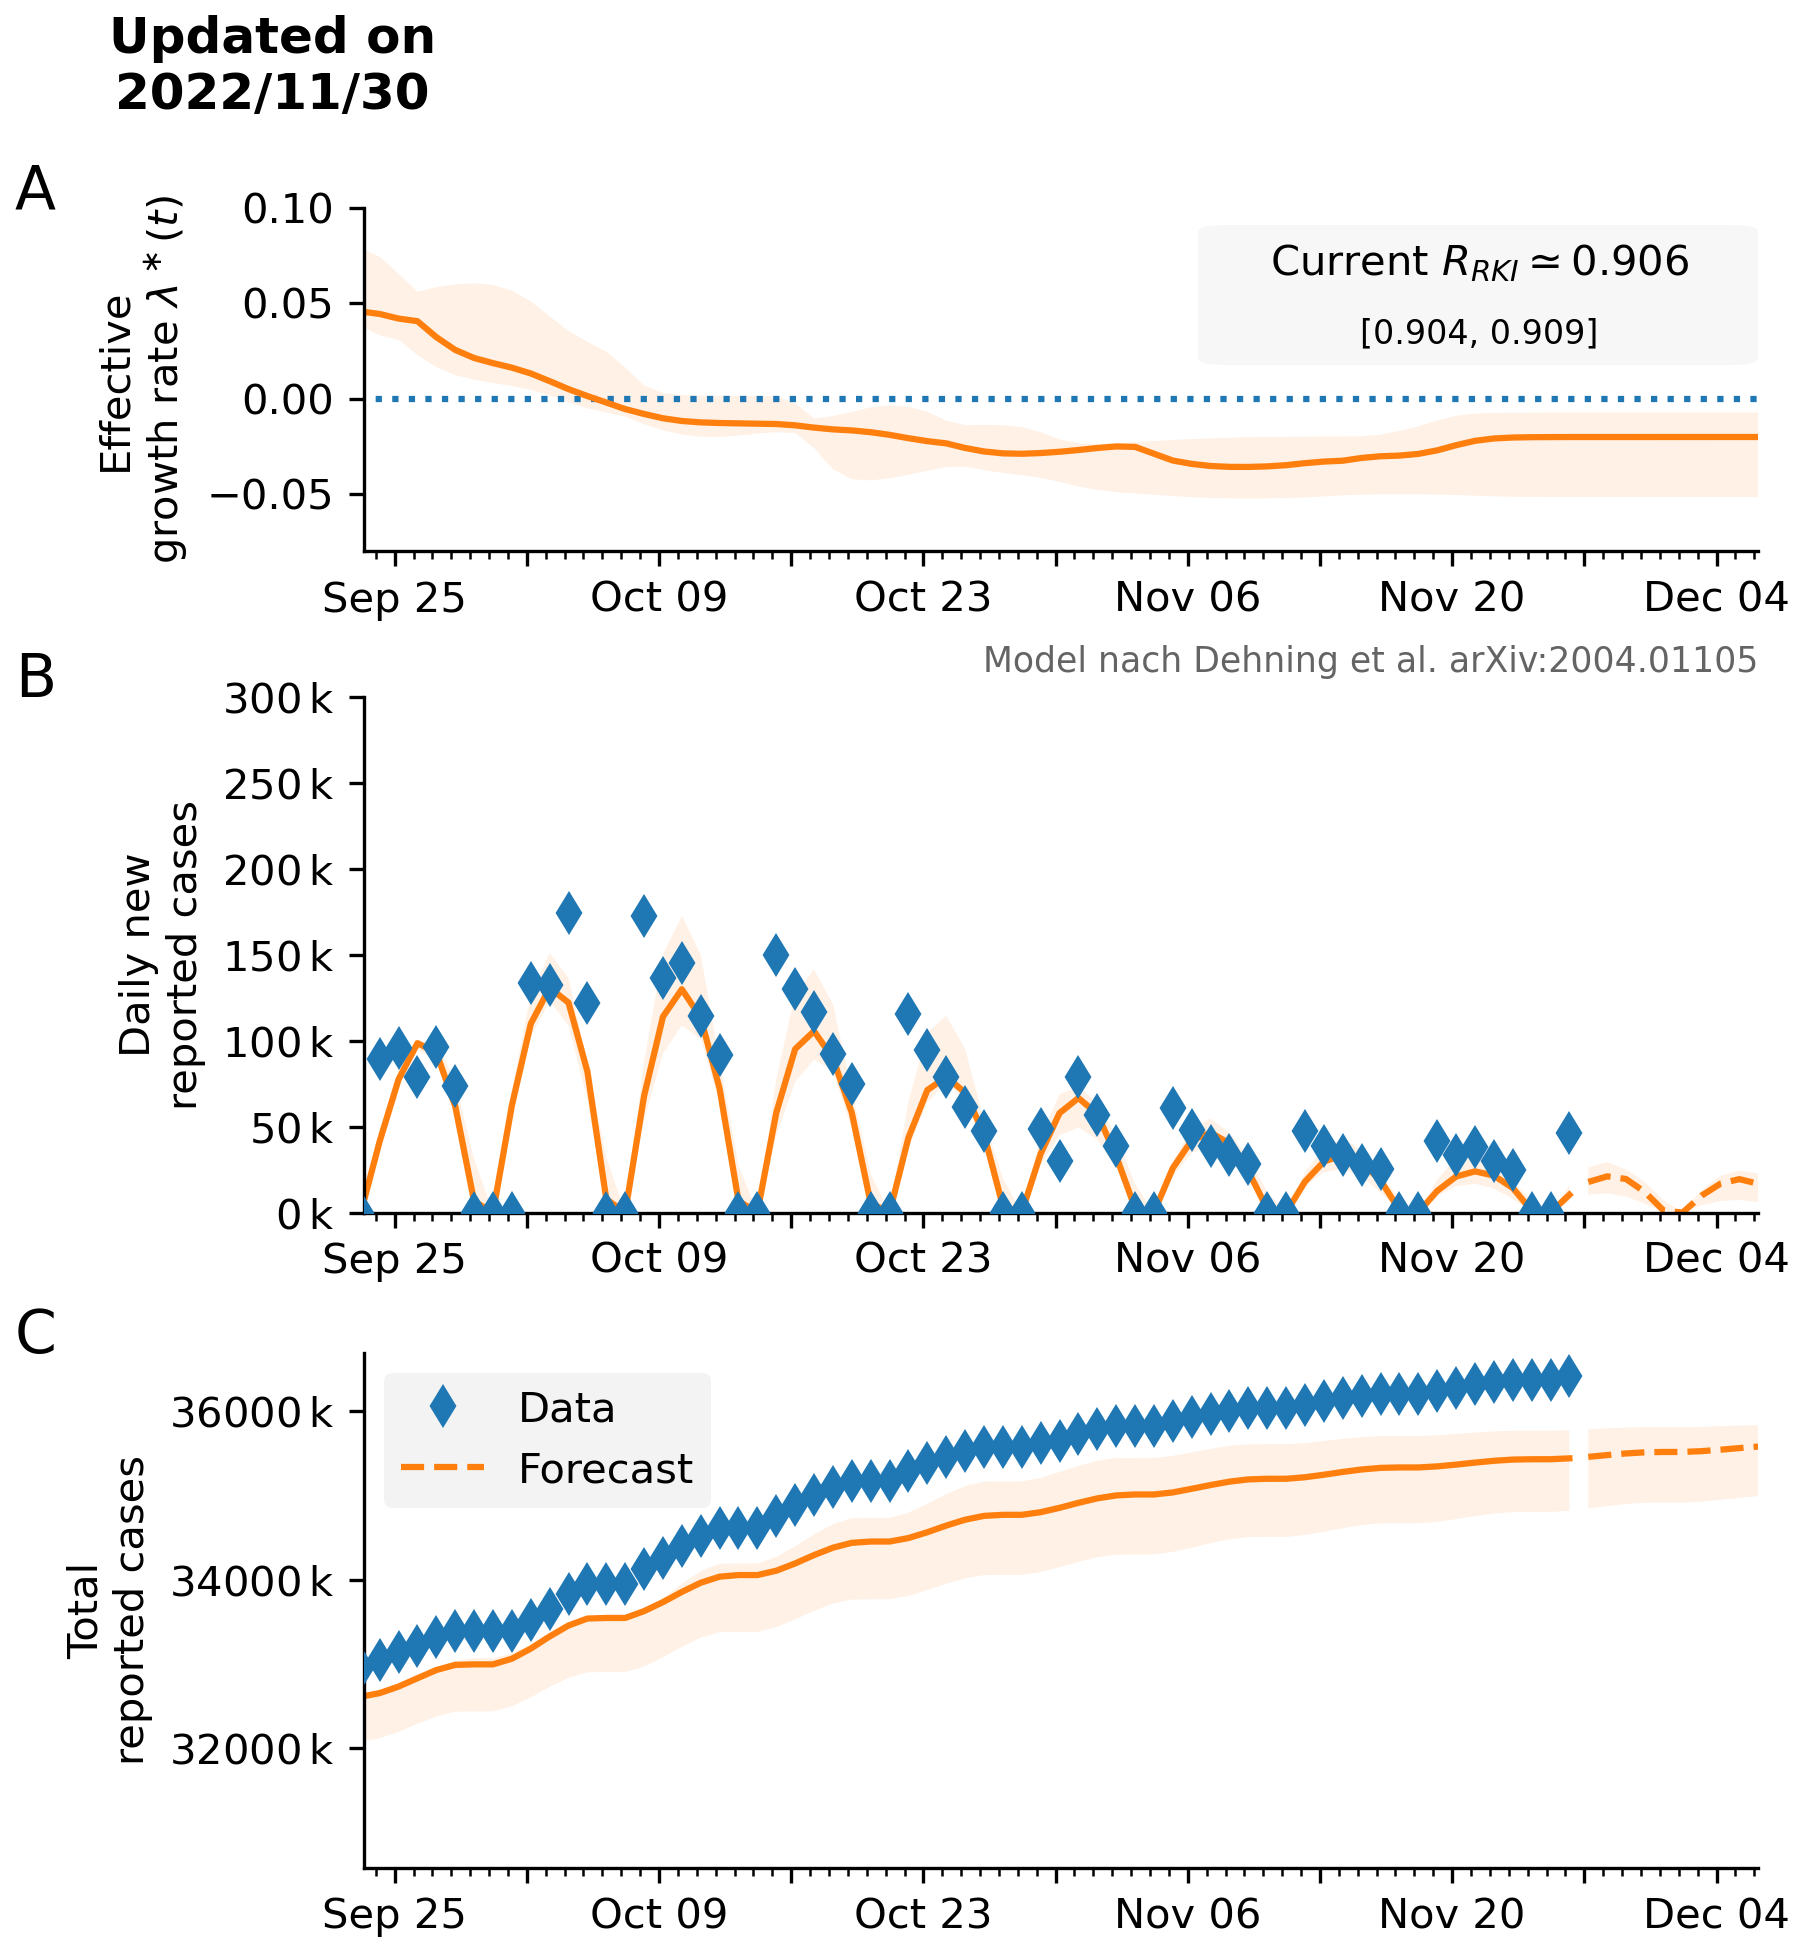 Updated on
2022/11/30
A
Effective
growth rate λ * (t)
0.10
0.05
0.00
−0.05
Current R_RKI ≃ 0.906
[0.904, 0.909]
Sep 25
Oct 09
Oct 23
Nov 06
Nov 20
Dec 04
Model nach Dehning et al. arXiv:2004.01105
B
Daily new
reported cases
300 k
250 k
200 k
150 k
100 k
50 k
0 k
Sep 25
Oct 09
Oct 23
Nov 06
Nov 20
Dec 04
C
Total
reported cases
36000 k
34000 k
32000 k
Data
Forecast
Sep 25
Oct 09
Oct 23
Nov 06
Nov 20
Dec 04